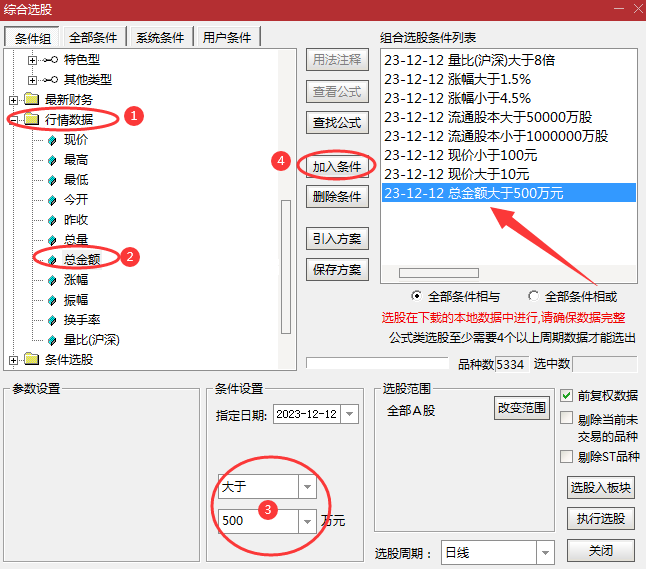 综合选股
条件组 全部条件 系统条件 用户条件
组合选股条件列表
特色型
其他类型
最新财务
行情数据 1
现价
最高
最低
今开
昨收
总量
总金额 2
涨幅
振幅
换手率
量比(沪深)
条件选股
用法注释
查看公式
查找公式
4 加入条件
删除条件
引入方案
保存方案
23-12-12 量比(沪深)大于8倍
23-12-12 涨幅大于1.5%
23-12-12 涨幅小于4.5%
23-12-12 流通股本大于50000万股
23-12-12 流通股本小于1000000万股
23-12-12 现价小于100元
23-12-12 现价大于10元
23-12-12 总金额大于500万元
全部条件相与 全部条件相或
选股在下载的本地数据中进行,请确保数据完整
公式类选股至少需要4个以上周期数据才能选出
品种数 5334 选中数
参数设置
条件设置
指定日期: 2023-12-12
大于
3
500 万元
选股范围
全部A股 改变范围
选股周期: 日线
前复权数据
剔除当前未
交易的品种
剔除ST品种
选股入板块
执行选股
关闭